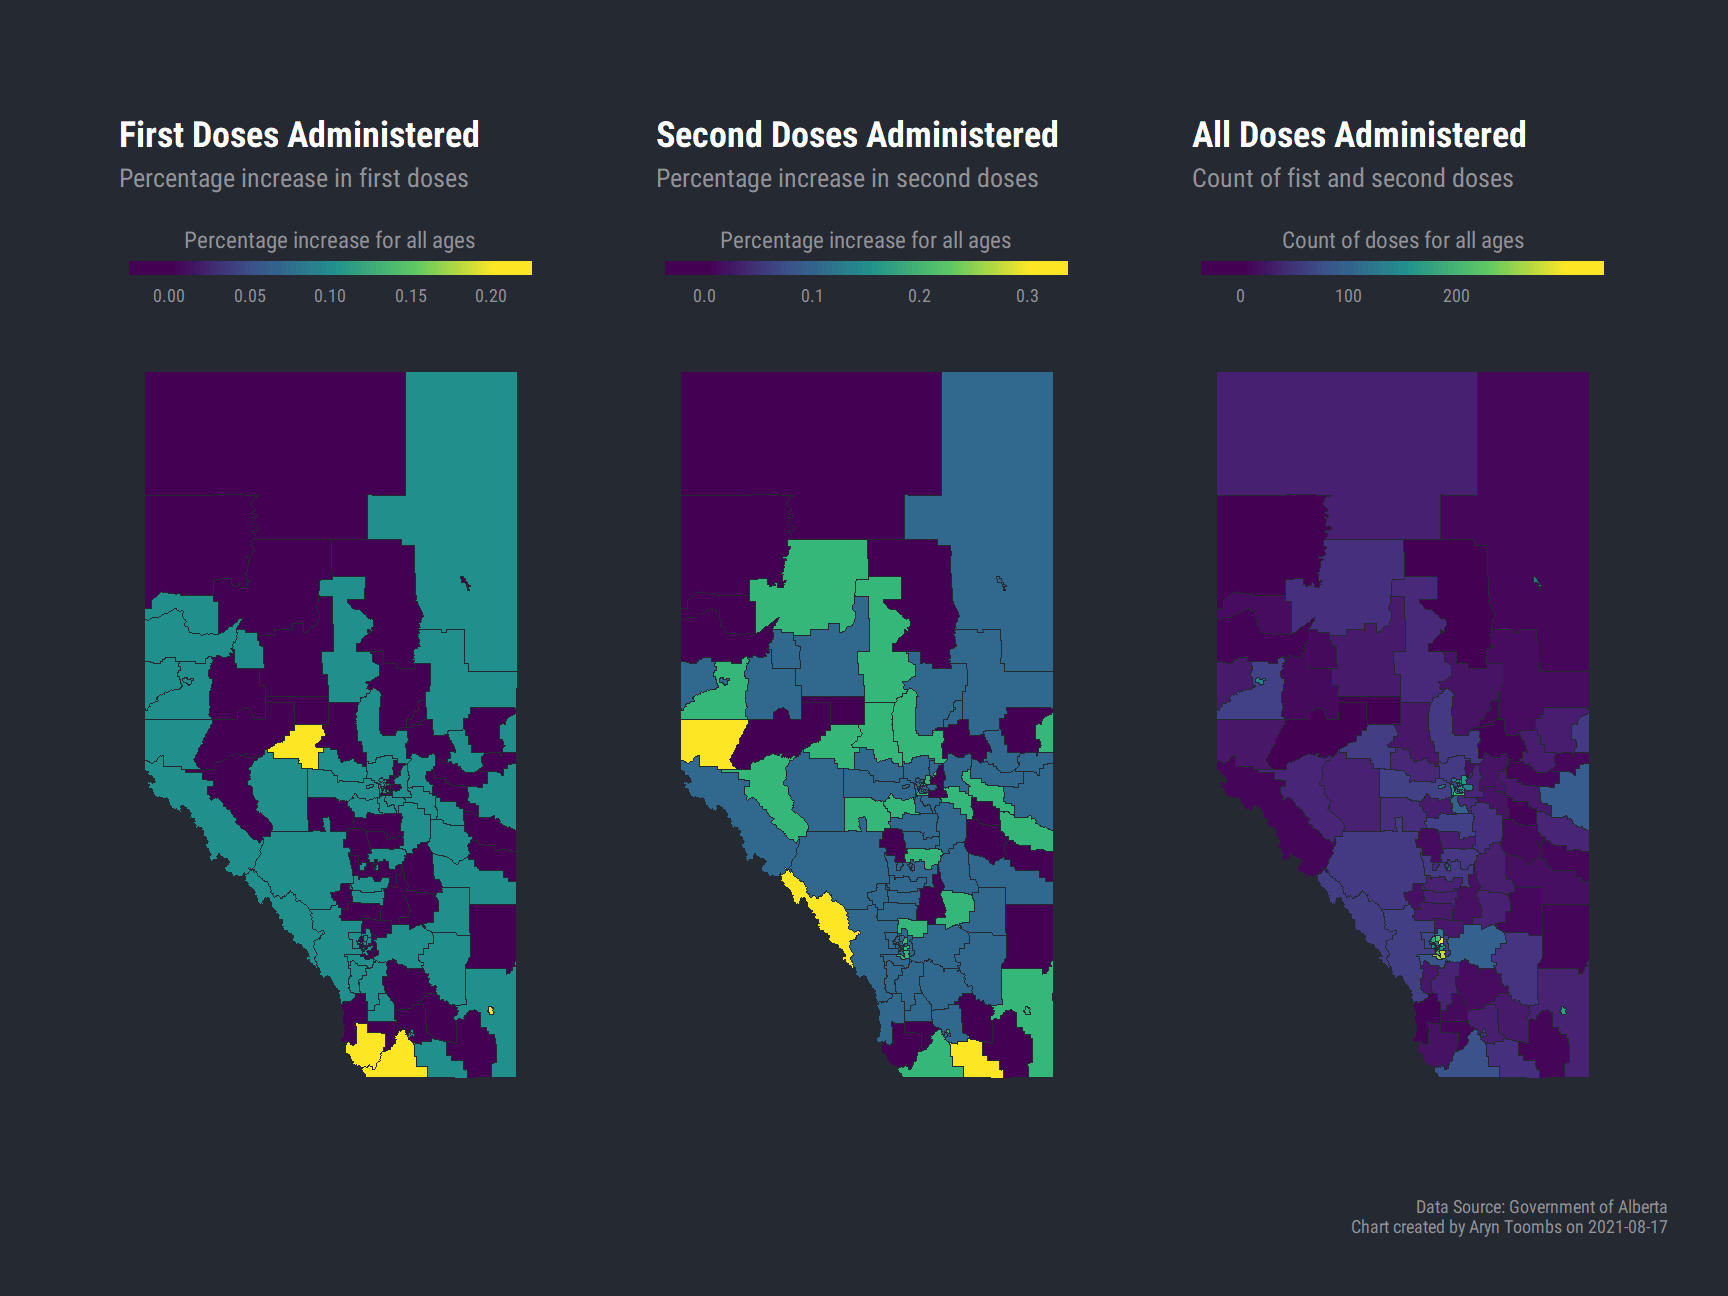 First Doses Administered
Percentage increase in first doses
Percentage increase for all ages
0.00 0.05 0.10 0.15 0.20
Second Doses Administered
Percentage increase in second doses
Percentage increase for all ages
0.0 0.1 0.2 0.3
All Doses Administered
Count of fist and second doses
Count of doses for all ages
0 100 200
Data Source: Government of Alberta
Chart created by Aryn Toombs on 2021-08-17